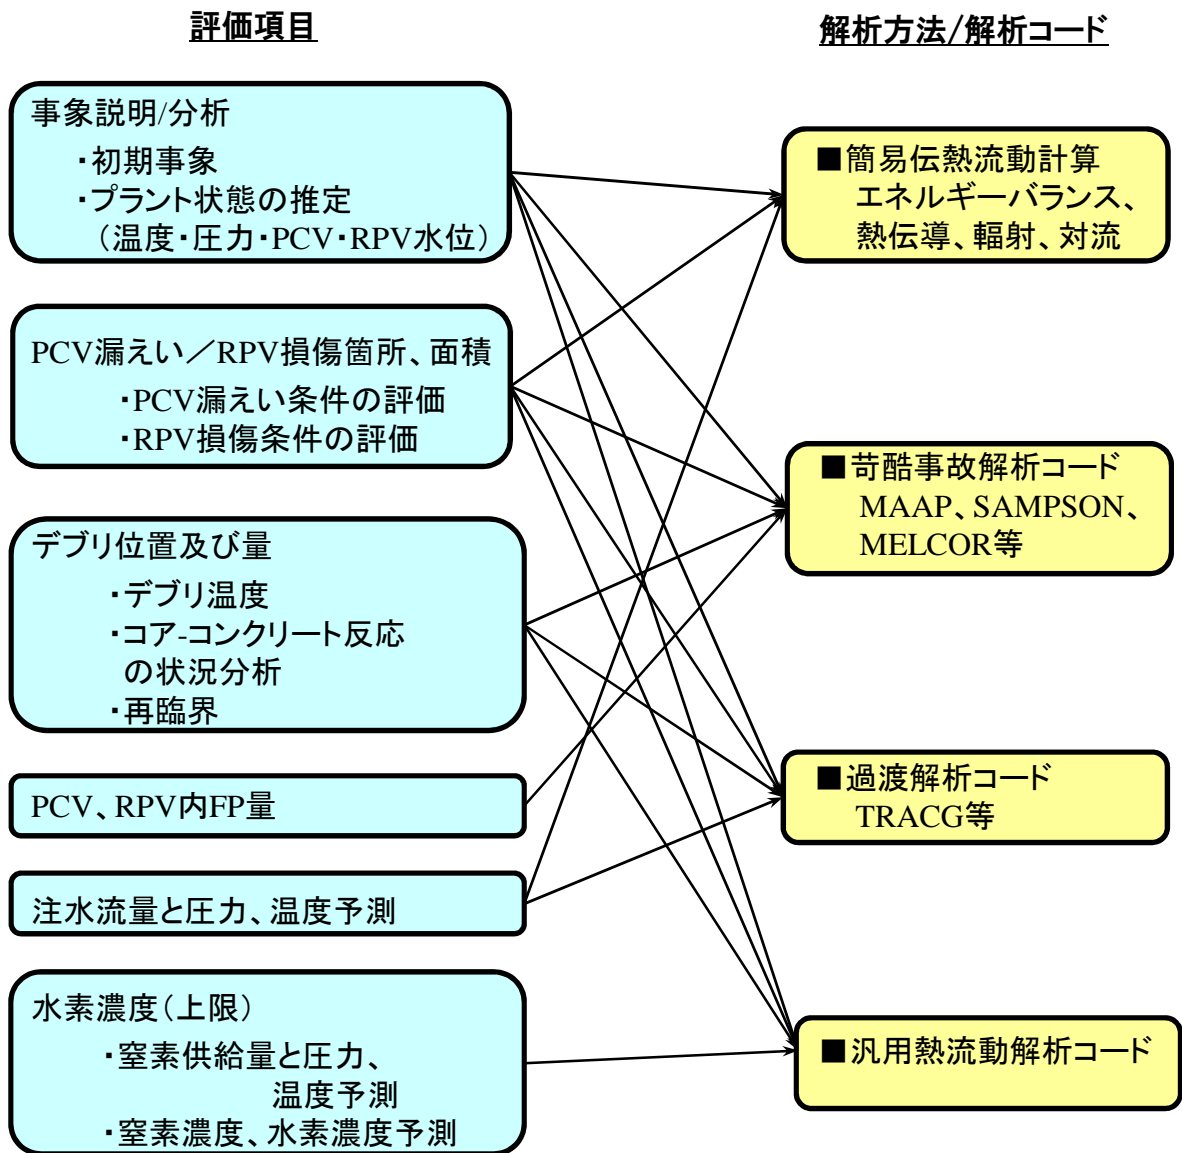 評価項目
事象説明/分析
・初期事象
・プラント状態の推定
(温度・圧力・PCV・RPV水位)
PCV漏えい／RPV損傷箇所、面積
・PCV漏えい条件の評価
・RPV損傷条件の評価
デブリ位置及び量
・デブリ温度
・コア-コンクリート反応
の状況分析
・再臨界
PCV、RPV内FP量
注水流量と圧力、温度予測
水素濃度(上限)
・窒素供給量と圧力、
温度予測
・窒素濃度、水素濃度予測
解析方法/解析コード
■簡易伝熱流動計算
エネルギーバランス、
熱伝導、輻射、対流
■苛酷事故解析コード
MAAP、SAMPSON、
MELCOR等
■過渡解析コード
TRACG等
■汎用熱流動解析コード